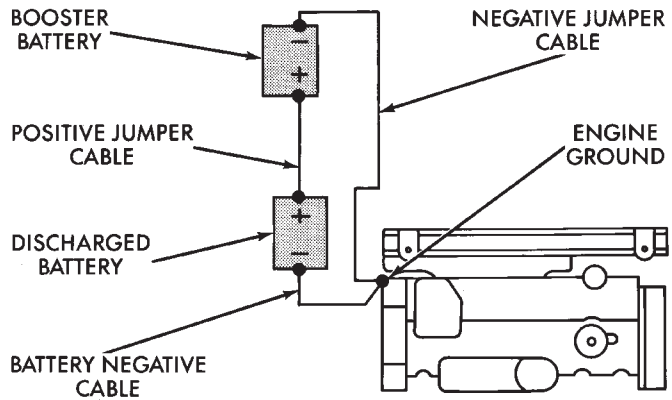 BOOSTER
BATTERY
NEGATIVE JUMPER
CABLE
−
+
POSITIVE JUMPER
CABLE
ENGINE
GROUND
+
−
DISCHARGED
BATTERY
BATTERY NEGATIVE
CABLE